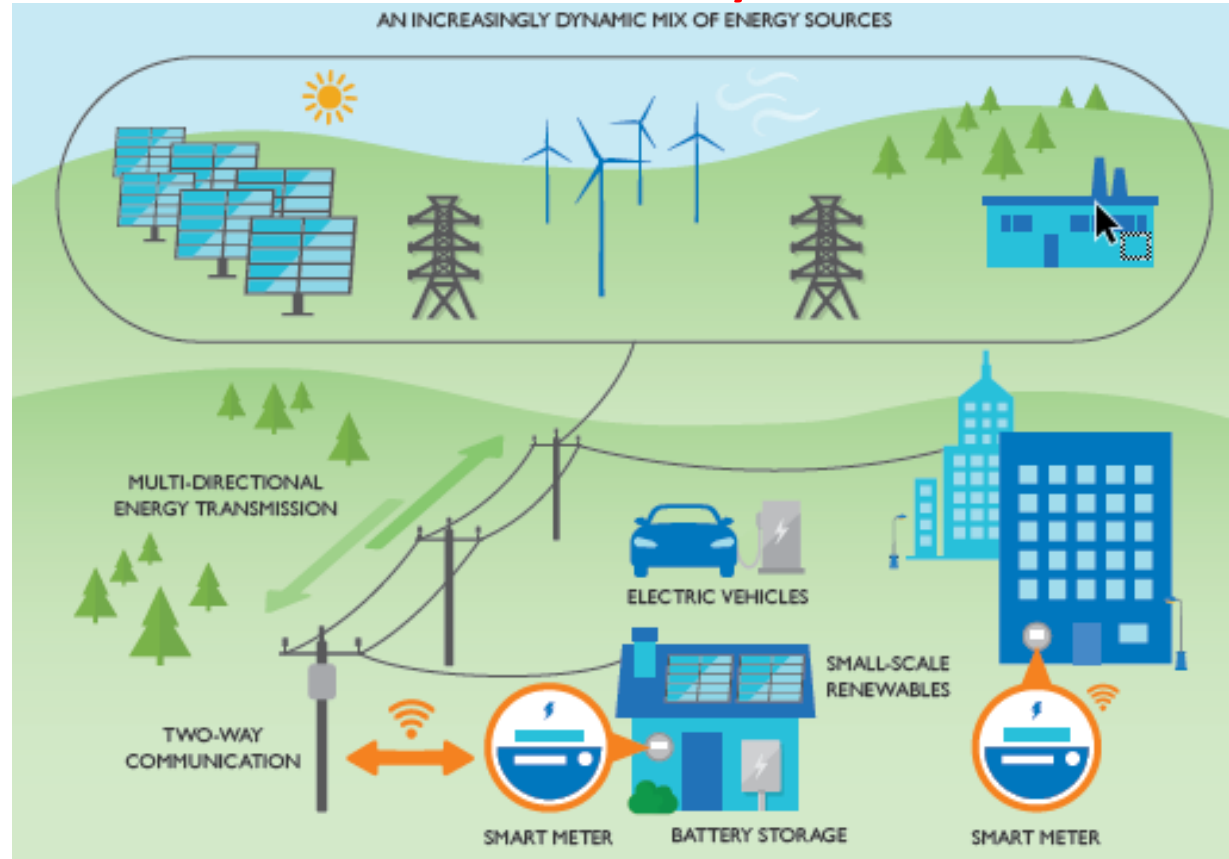 AN INCREASINGLY DYNAMIC MIX OF ENERGY SOURCES
MULTI-DIRECTIONAL
ENERGY TRANSMISSION
ELECTRIC VEHICLES
SMALL-SCALE
RENEWABLES
TWO-WAY
COMMUNICATION
SMART METER
BATTERY STORAGE
SMART METER